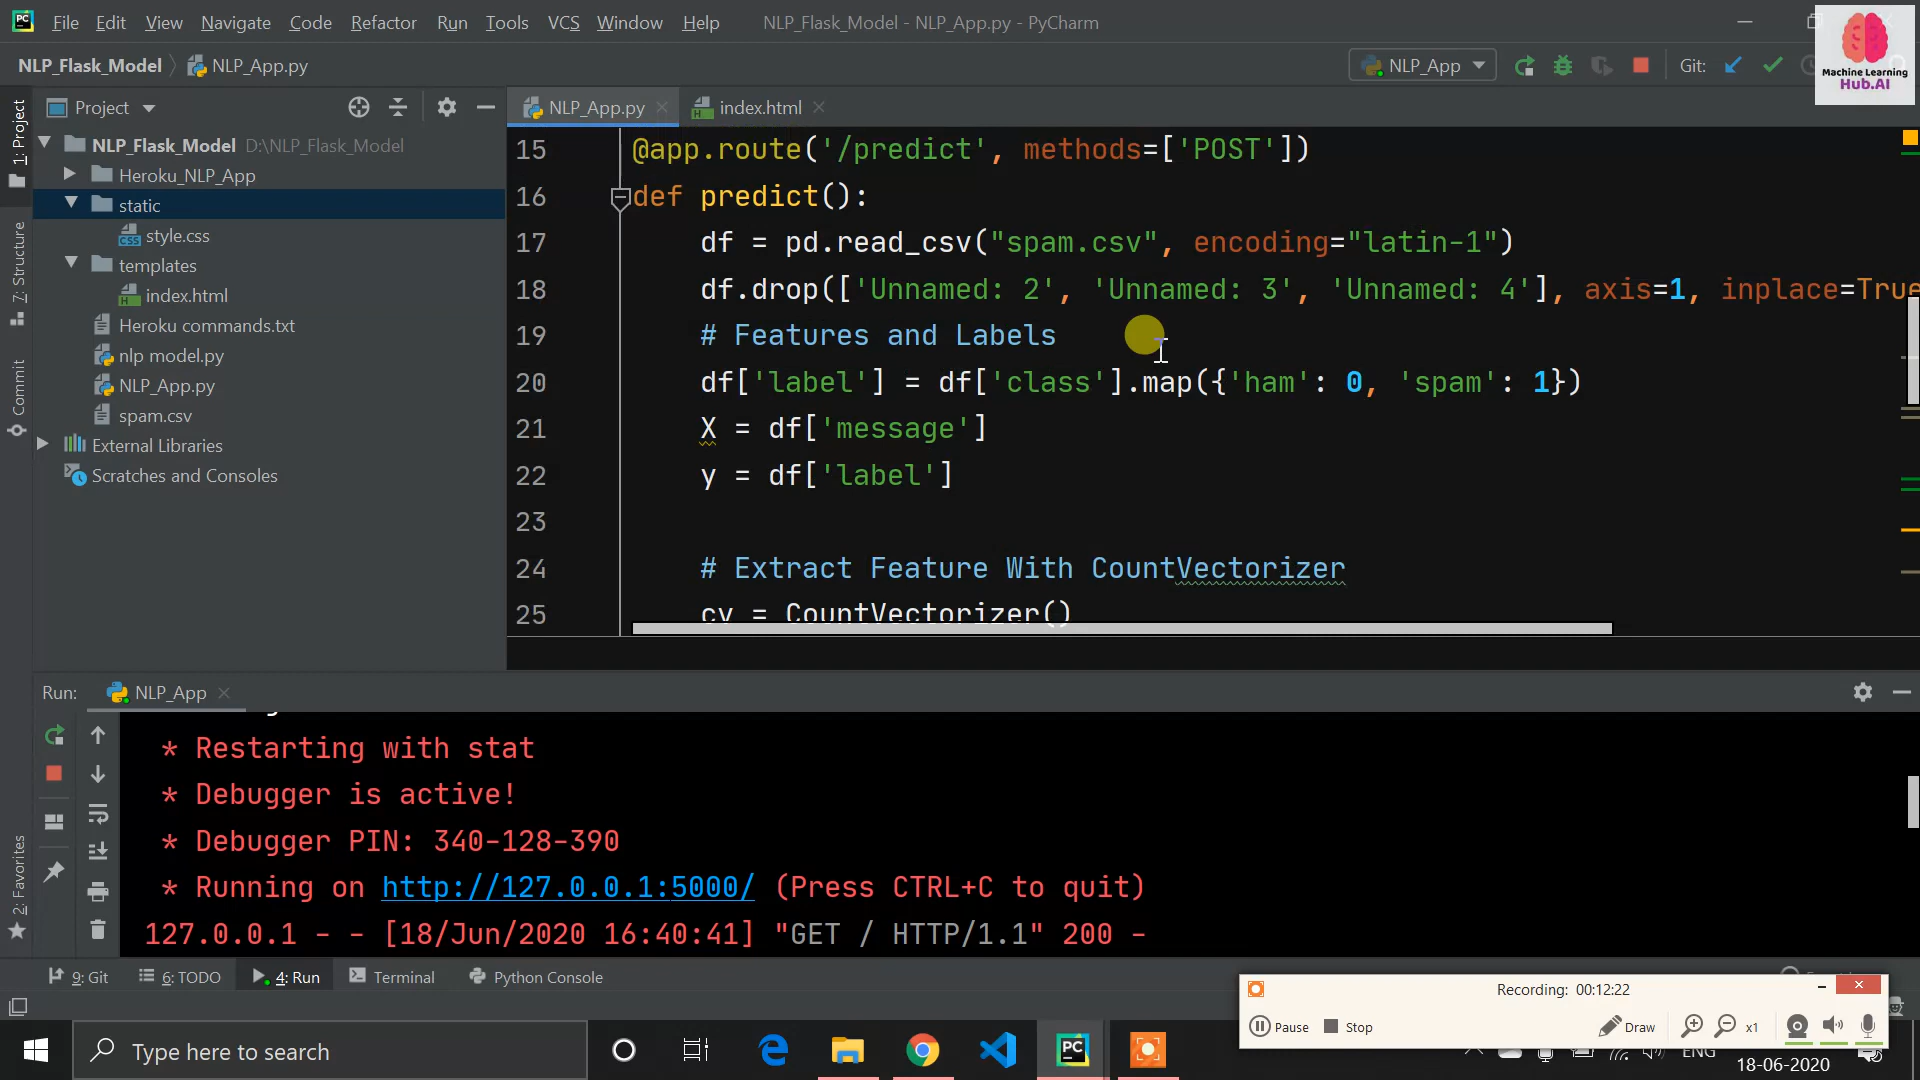 File Edit View Navigate Code Refactor Run Tools VCS Window Help NLP_Flask_Model - NLP_App.py - PyCharm
NLP_Flask_Model NLP_App.py NLP_App Git:
Machine Learning
Hub.AI
1: Project
7: Structure
Commit
2: Favorites
Project
NLP_Flask_Model D:\NLP_Flask_Model
Heroku_NLP_App
static
style.css
templates
index.html
Heroku commands.txt
nlp model.py
NLP_App.py
spam.csv
External Libraries
Scratches and Consoles
NLP_App.py index.html
15 @app.route('/predict', methods=['POST'])
16 def predict():
17 df = pd.read_csv("spam.csv", encoding="latin-1")
18 df.drop(['Unnamed: 2', 'Unnamed: 3', 'Unnamed: 4'], axis=1, inplace=True
19 # Features and Labels
20 df['label'] = df['class'].map({'ham': 0, 'spam': 1})
21 X = df['message']
22 y = df['label']
23
24 # Extract Feature With CountVectorizer
25 cv = CountVectorizer()
Run: NLP_App
* Restarting with stat
* Debugger is active!
* Debugger PIN: 340-128-390
* Running on http://127.0.0.1:5000/ (Press CTRL+C to quit)
127.0.0.1 - - [18/Jun/2020 16:40:41] "GET / HTTP/1.1" 200 -
9: Git 6: TODO 4: Run Terminal Python Console
Recording: 00:12:22
Pause Stop Draw x1
Type here to search
PC
ENG
18-06-2020